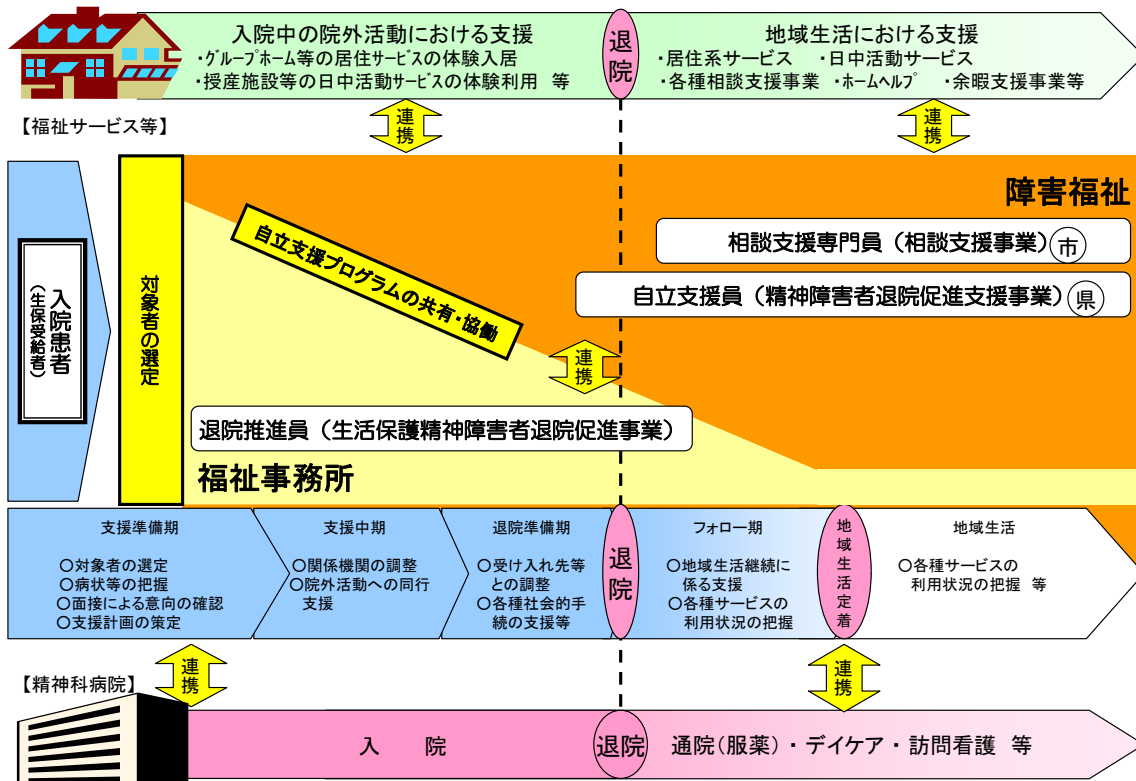 入院中の院外活動における支援
・グループホーム等の居住サービスの体験入居
・授産施設等の日中活動サービスの体験利用 等
退院
地域生活における支援
・居住系サービス ・日中活動サービス
・各種相談支援事業 ・ホームヘルプ ・余暇支援事業等
【福祉サービス等】
連携
連携
入院患者
（生保受給者）
対象者の選定
自立支援プログラムの共有・協働
障害福祉
相談支援専門員（相談支援事業）市
自立支援員（精神障害者退院促進支援事業）県
連携
退院推進員（生活保護精神障害者退院促進事業）
福祉事務所
支援準備期
○対象者の選定
○病状等の把握
○面接による意向の確認
○支援計画の策定
支援中期
○関係機関の調整
○院外活動への同行
支援
退院準備期
○受け入れ先等
との調整
○各種社会的手
続の支援等
退院
フォロー期
○地域生活継続に
係る支援
○各種サービスの
利用状況の把握
地域生活定着
地域生活
○各種サービスの
利用状況の把握 等
連携
連携
【精神科病院】
入 院
退院
通院（服薬）・デイケア・訪問看護 等